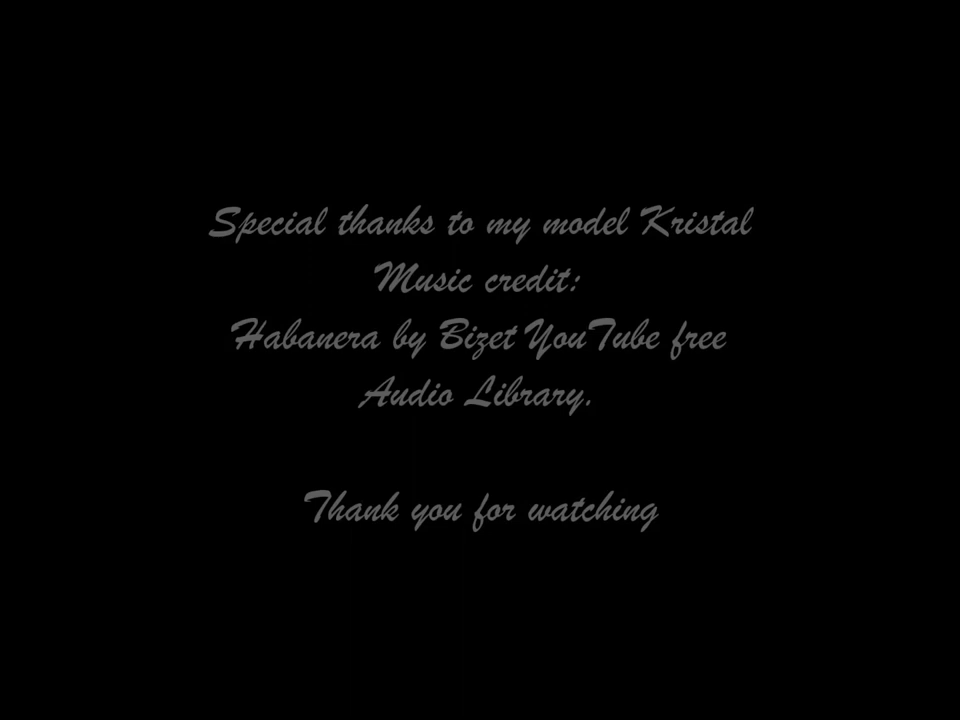 Special thanks to my model Kristal
Music credit:
Habanera by Bizet YouTube free
Audio Library.
Thank you for watching